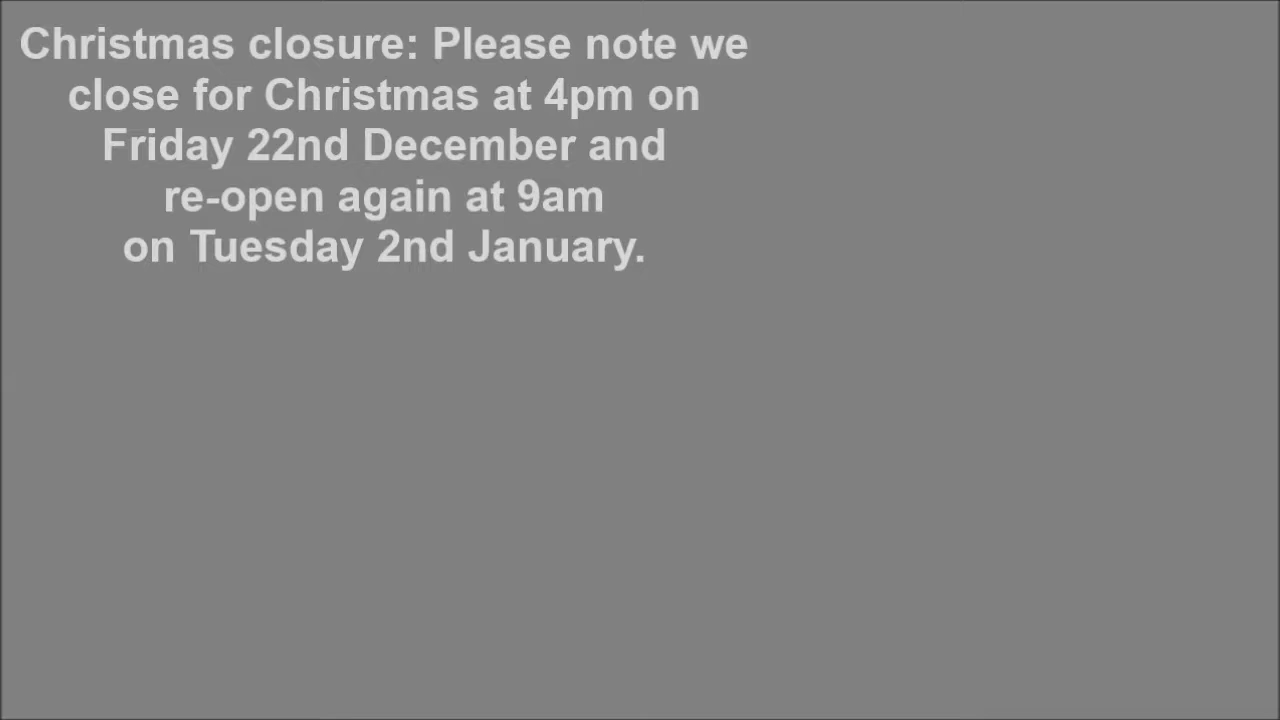 Christmas closure: Please note we
close for Christmas at 4pm on
Friday 22nd December and
re-open again at 9am
on Tuesday 2nd January.